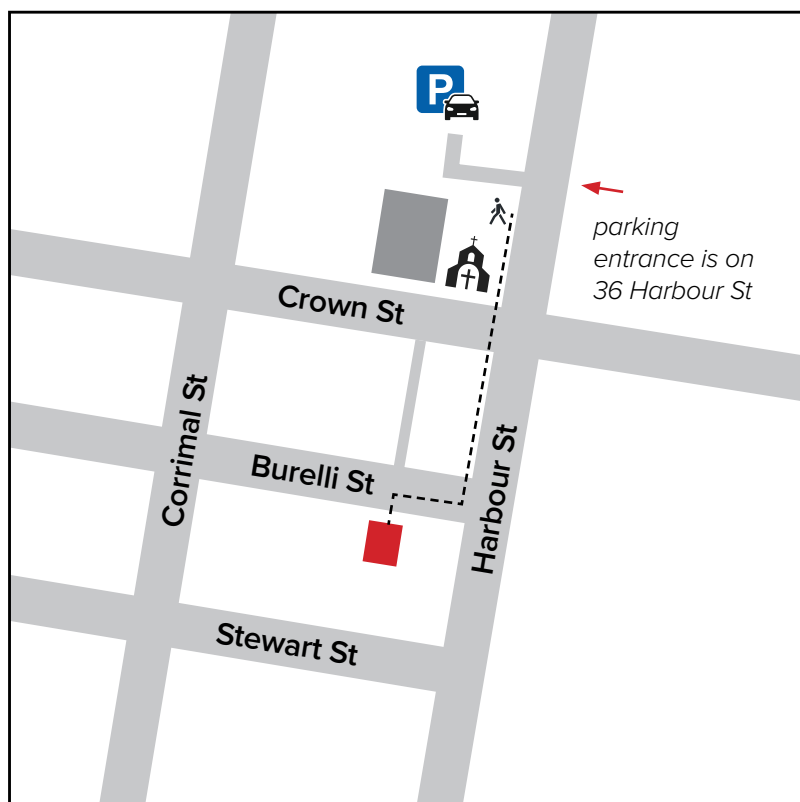 P
parking
entrance is on
36 Harbour St
Crown St
Corrimal St
Burelli St
Harbour St
Stewart St